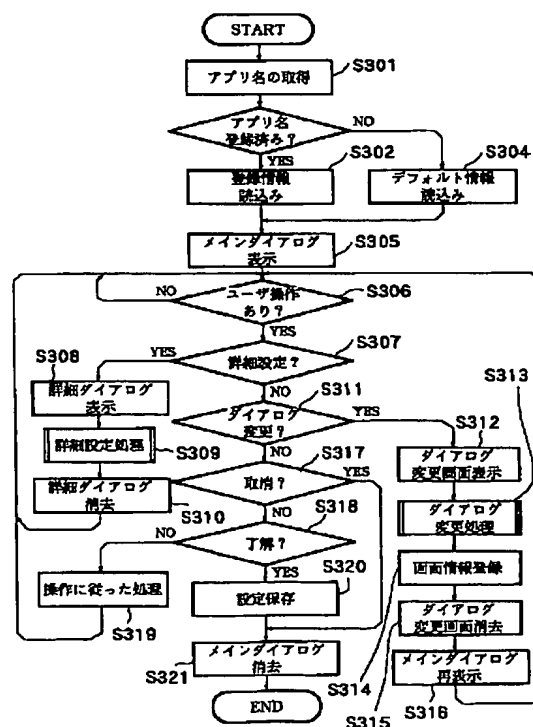 START
アプリ名の取得
S301
アプリ名
登録済み?
NO
YES
S302
S304
登録情報
読込み
デフォルト情報
読込み
メインダイアログ
表示
S305
ユーザ操作
あり?
S306
NO
YES
S307
S308
YES
詳細設定?
NO
S311
S313
詳細ダイアログ
表示
ダイアログ
変更?
YES
S312
詳細設定処理
S309
NO
S317
ダイアログ
変更画面表示
詳細ダイアログ
消去
S310
取消?
YES
S318
ダイアログ
変更処理
NO
NO
了解?
画面情報登録
YES
S320
操作に従った処理
S319
設定保存
ダイアログ
変更画面消去
S321
メインダイアログ
消去
S314
メインダイアログ
再表示
END
S315
S316